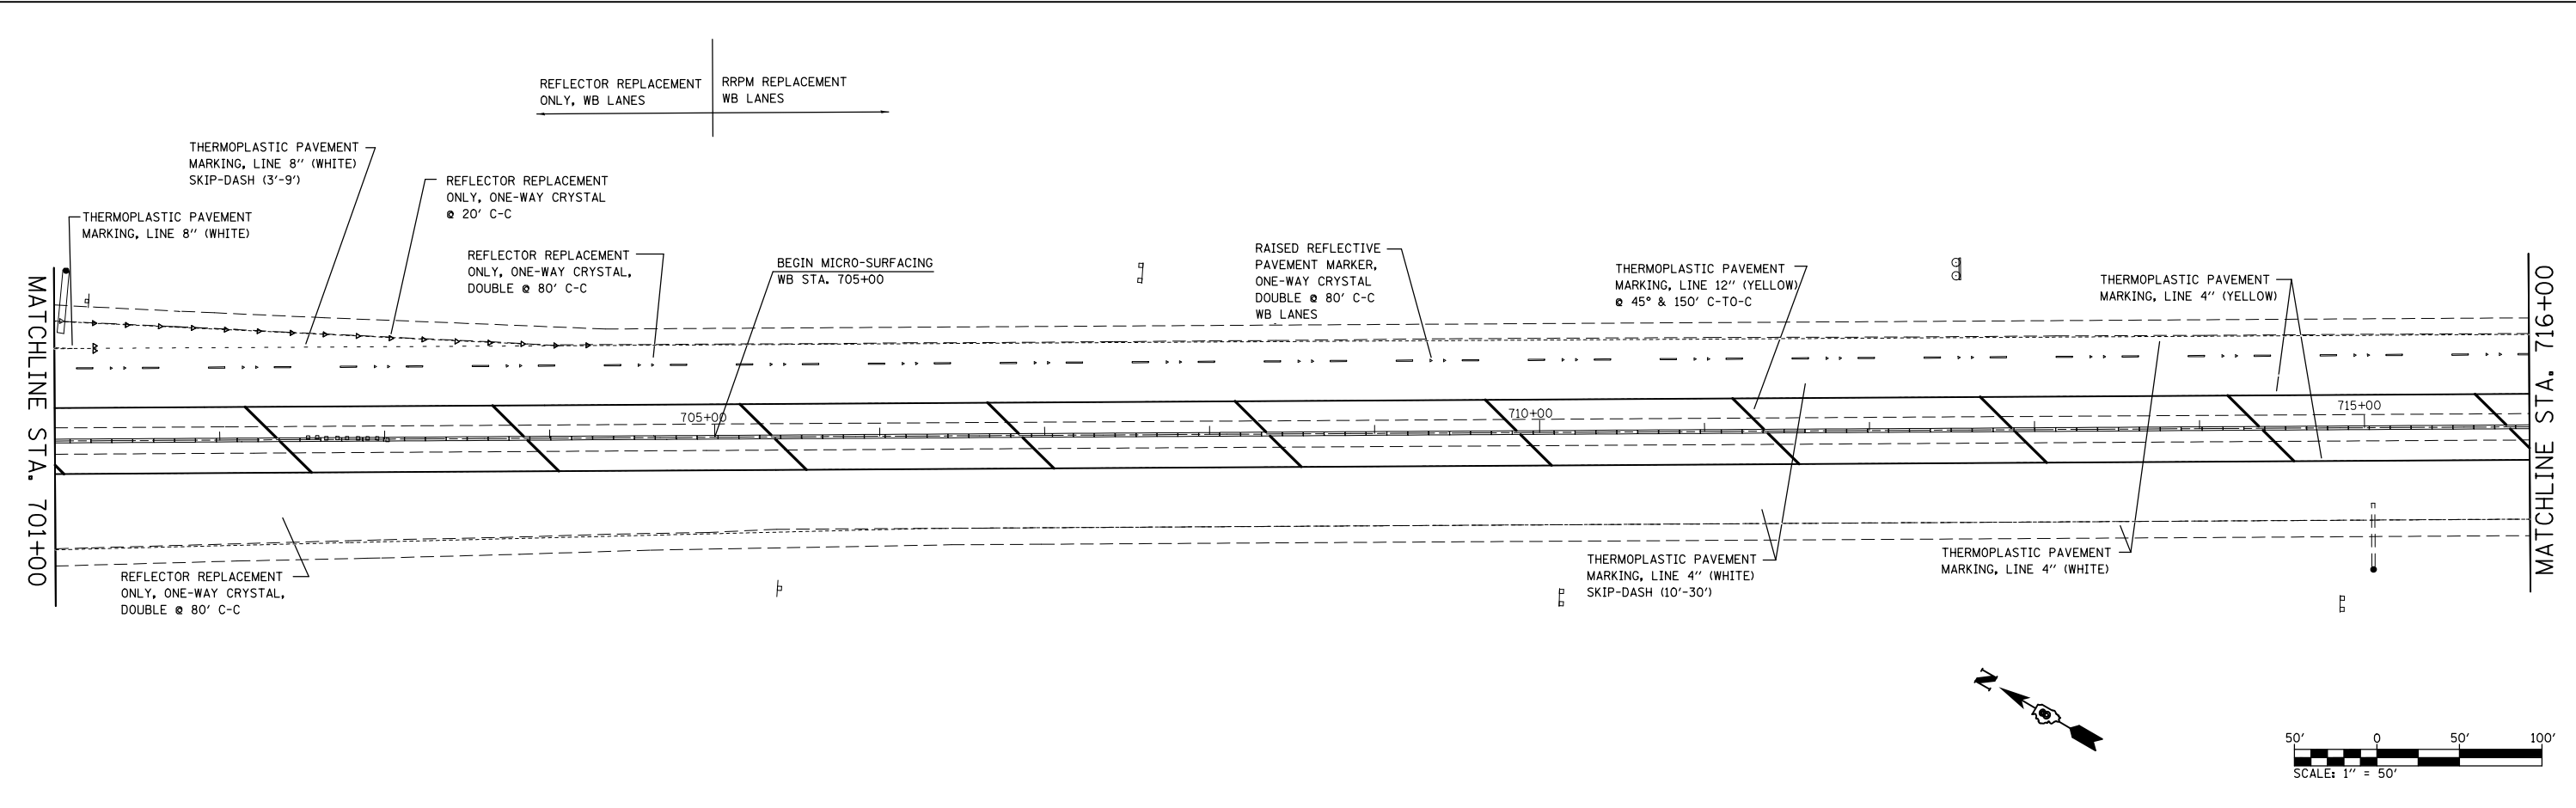 REFLECTOR REPLACEMENT
ONLY, WB LANES
RRPM REPLACEMENT
WB LANES
THERMOPLASTIC PAVEMENT
MARKING, LINE 8" (WHITE)
SKIP-DASH (3'-9')
REFLECTOR REPLACEMENT
ONLY, ONE-WAY CRYSTAL
@ 20' C-C
THERMOPLASTIC PAVEMENT
MARKING, LINE 8" (WHITE)
REFLECTOR REPLACEMENT
ONLY, ONE-WAY CRYSTAL,
DOUBLE @ 80' C-C
BEGIN MICRO-SURFACING
WB STA. 705+00
RAISED REFLECTIVE
PAVEMENT MARKER,
ONE-WAY CRYSTAL
DOUBLE @ 80' C-C
WB LANES
THERMOPLASTIC PAVEMENT
MARKING, LINE 12" (YELLOW)
@ 45° & 150' C-TO-C
THERMOPLASTIC PAVEMENT
MARKING, LINE 4" (YELLOW)
MATCHLINE STA. 701+00
MATCHLINE STA. 716+00
705+00
710+00
715+00
REFLECTOR REPLACEMENT
ONLY, ONE-WAY CRYSTAL,
DOUBLE @ 80' C-C
THERMOPLASTIC PAVEMENT
MARKING, LINE 4" (WHITE)
SKIP-DASH (10'-30')
THERMOPLASTIC PAVEMENT
MARKING, LINE 4" (WHITE)
N
50' 0 50' 100'
SCALE: 1" = 50'